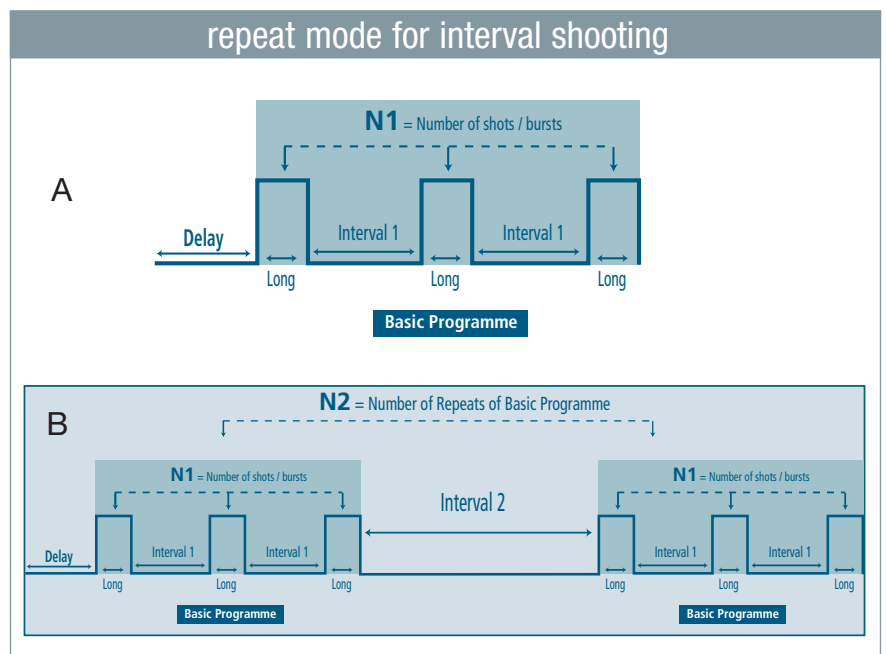 repeat mode for interval shooting
N1 = Number of shots / bursts
A
Delay
Interval 1
Interval 1
Long
Long
Long
Basic Programme
N2 = Number of Repeats of Basic Programme
B
N1 = Number of shots / bursts
N1 = Number of shots / bursts
Interval 2
Delay
Interval 1
Interval 1
Interval 1
Interval 1
Long
Long
Long
Long
Long
Long
Basic Programme
Basic Programme